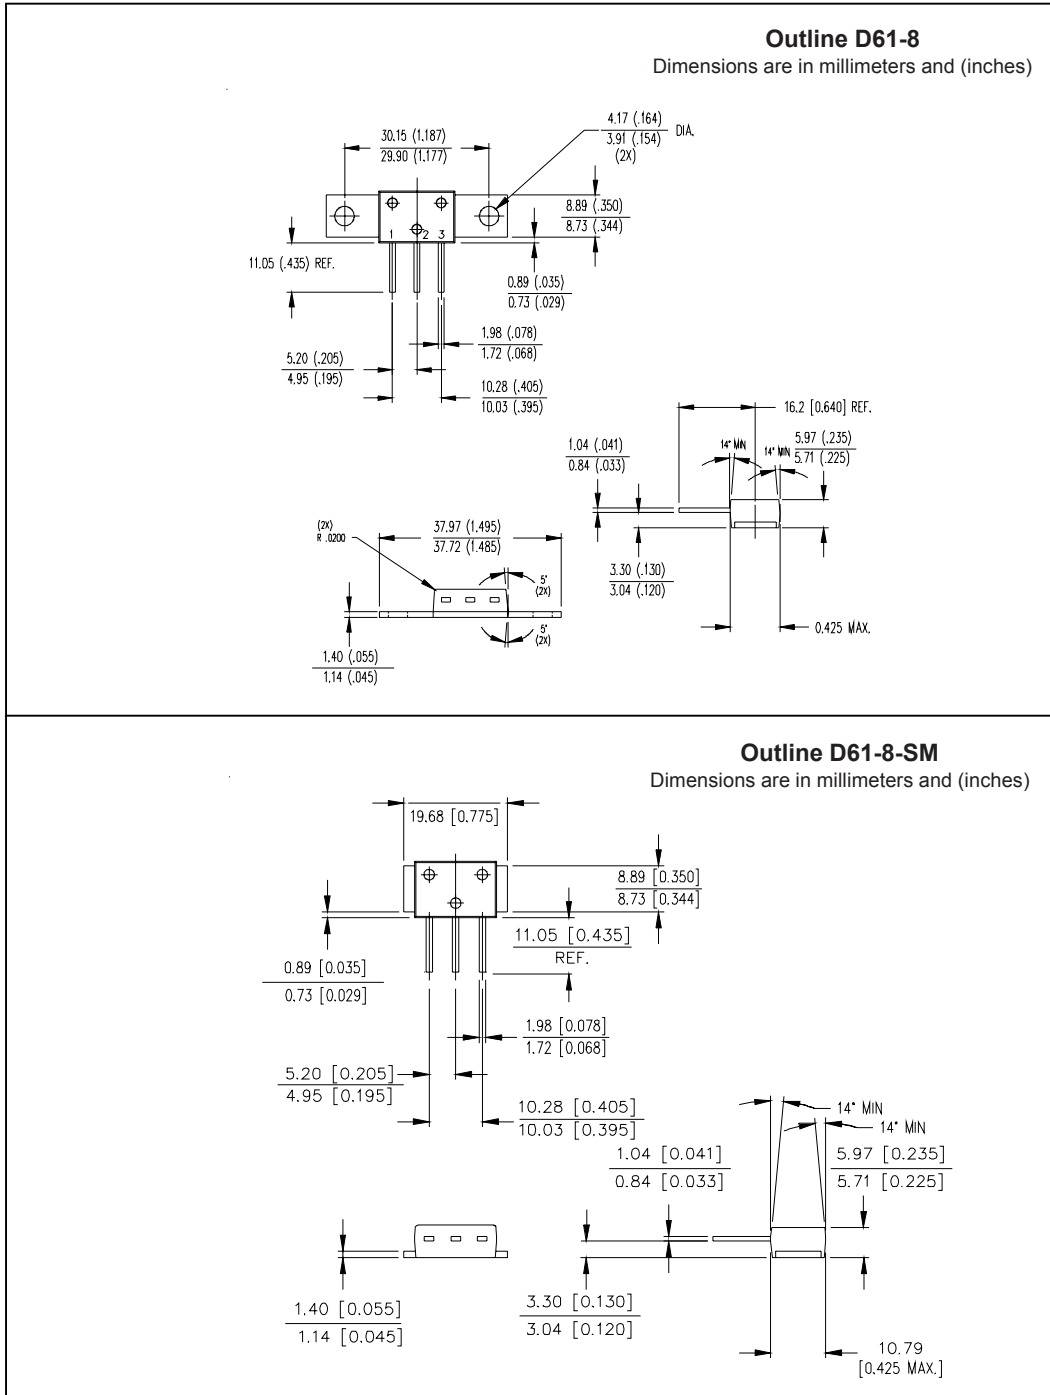 Outline D61-8
Dimensions are in millimeters and (inches)
4.17 (.164)
3.91 (.154)
DIA.
(2X)
30.15 (1.187)
29.90 (1.177)
8.89 (.350)
8.73 (.344)
1 2 3
11.05 (.435) REF.
0.89 (.035)
0.73 (.029)
1.98 (.078)
1.72 (.068)
5.20 (.205)
4.95 (.195)
10.28 (.405)
10.03 (.395)
16.2 [0.640] REF.
1.04 (.041)
0.84 (.033)
14° MIN
14° MIN
5.97 (.235)
5.71 (.225)
(2X)
R .0200
37.97 (1.495)
37.72 (1.485)
5°
(2X)
3.30 (.130)
3.04 (.120)
0.425 MAX.
5°
(2X)
1.40 (.055)
1.14 (.045)
Outline D61-8-SM
Dimensions are in millimeters and (inches)
19.68 [0.775]
8.89 [0.350]
8.73 [0.344]
11.05 [0.435]
REF.
0.89 [0.035]
0.73 [0.029]
1.98 [0.078]
1.72 [0.068]
5.20 [0.205]
4.95 [0.195]
10.28 [0.405]
10.03 [0.395]
14° MIN
14° MIN
1.04 [0.041]
0.84 [0.033]
5.97 [0.235]
5.71 [0.225]
1.40 [0.055]
1.14 [0.045]
3.30 [0.130]
3.04 [0.120]
10.79
[0.425 MAX.]